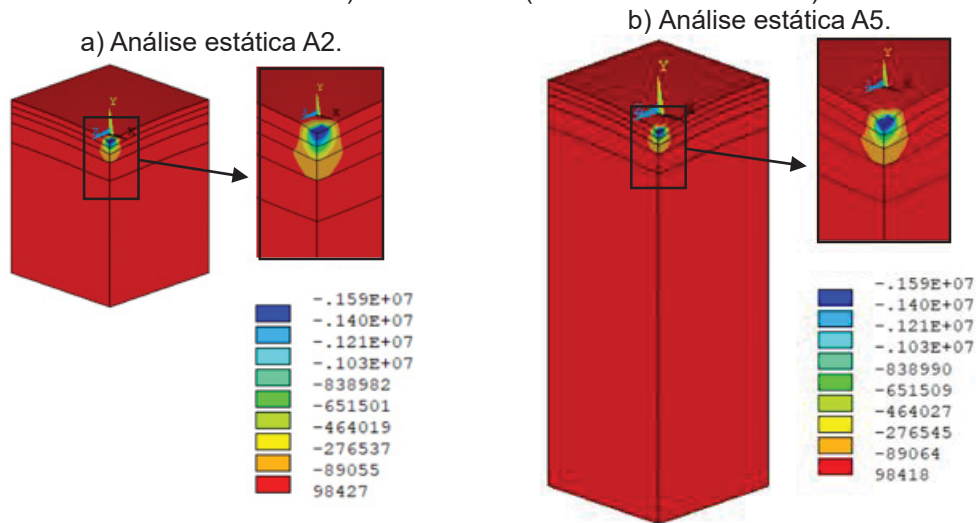 a) Análise estática A2.
Y
Z
X
-.159E+07
-.140E+07
-.121E+07
-.103E+07
-838982
-651501
-464019
-276537
-89055
98427
b) Análise estática A5.
Y
X
-.159E+07
-.140E+07
-.121E+07
-.103E+07
-838990
-651509
-464027
-276545
-89064
98418